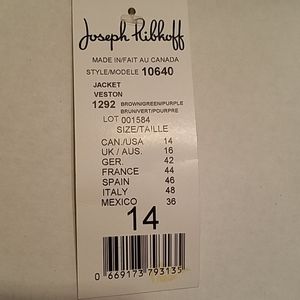 Joseph Ribkoff
MADE IN/FAIT AU CANADA
STYLE/MODELE 10640
JACKET
VESTON
1292 BROWN/GREEN/PURPLE
BRUN/VERT/POURPRE
LOT 001584
SIZE/TAILLE
CAN./USA 14
UK / AUS. 16
GER. 42
FRANCE 44
SPAIN 46
ITALY 48
MEXICO 36
14
0 669173 793135